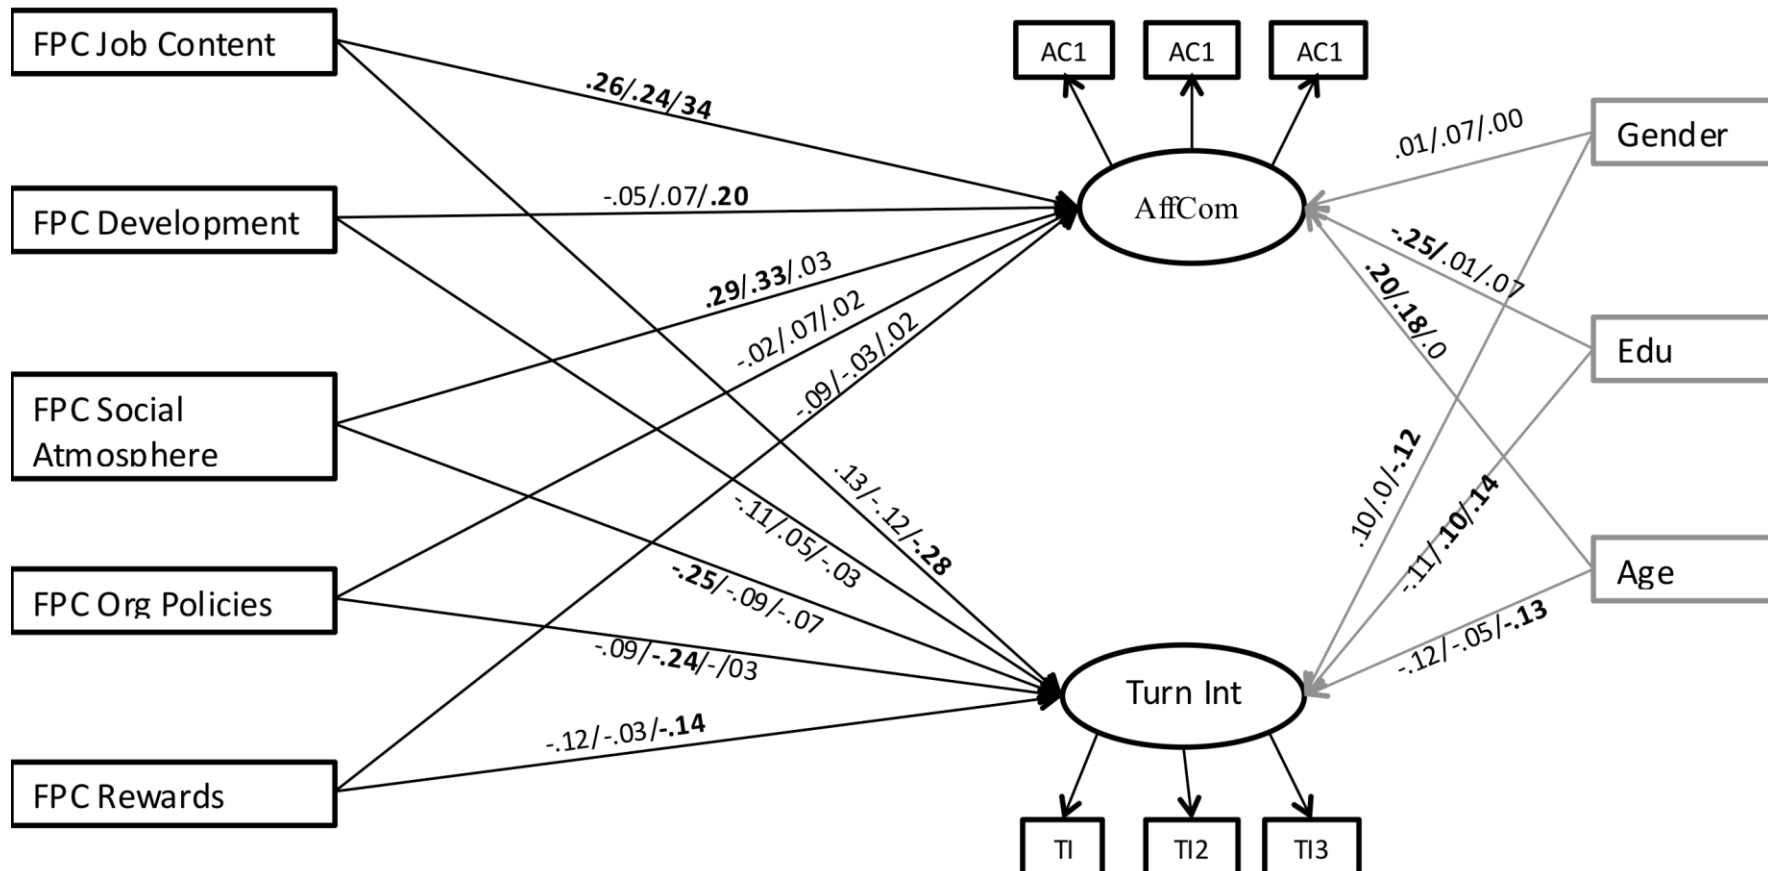 FPC Job Content
FPC Development
FPC Social
Atmosphere
FPC Org Policies
FPC Rewards
.26/.24/34
-.05/.07/.20
.29/.33/.03
-.02/.07/.02
-.09/-.03/.02
.13/-.12/-.28
-.11/.05/-.03
-.25/-.09/-.07
-.09/-.24/-/03
-.12/-.03/-.14
AC1
AC1
AC1
AffCom
Turn Int
TI
TI2
TI3
.01/.07/.00
-.25/.01/.07
.20/.18/.0
.10/.0/-.12
-.11/.10/.14
-.12/-.05/-.13
Gender
Edu
Age